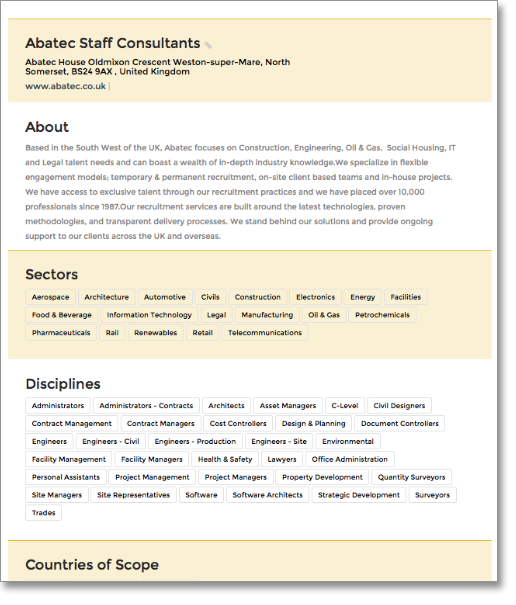 Abatec Staff Consultants
Abatec House Oldmixon Crescent Weston-super-Mare, North
Somerset, BS24 9AX , United Kingdom
www.abatec.co.uk |
About
Based in the South West of the UK, Abatec focuses on Construction, Engineering, Oil & Gas,  Social Housing, IT
and Legal talent needs and can boast a wealth of in-depth industry knowledge.We specialize in flexible
engagement models; temporary & permanent recruitment, on-site client based teams and in-house projects.
We have access to exclusive talent through our recruitment practices and we have placed over 10,000
professionals since 1987.Our recruitment services are built around the latest technologies, proven
methodologies, and transparent delivery processes. We stand behind our solutions and provide ongoing
support to our clients across the UK and overseas.
Sectors
Aerospace Architecture Automotive Civils Construction Electronics Energy Facilities
Food & Beverage Information Technology Legal Manufacturing Oil & Gas Petrochemicals
Pharmaceuticals Rail Renewables Retail Telecommunications
Disciplines
Administrators Administrators - Contracts Architects Asset Managers C-Level Civil Designers
Contract Management Contract Managers Cost Controllers Design & Planning Document Controllers
Engineers Engineers - Civil Engineers - Production Engineers - Site Environmental
Facility Management Facility Managers Health & Safety Lawyers Office Administration
Personal Assistants Project Management Project Managers Property Development Quantity Surveyors
Site Managers Site Representatives Software Software Architects Strategic Development Surveyors
Trades
Countries of Scope